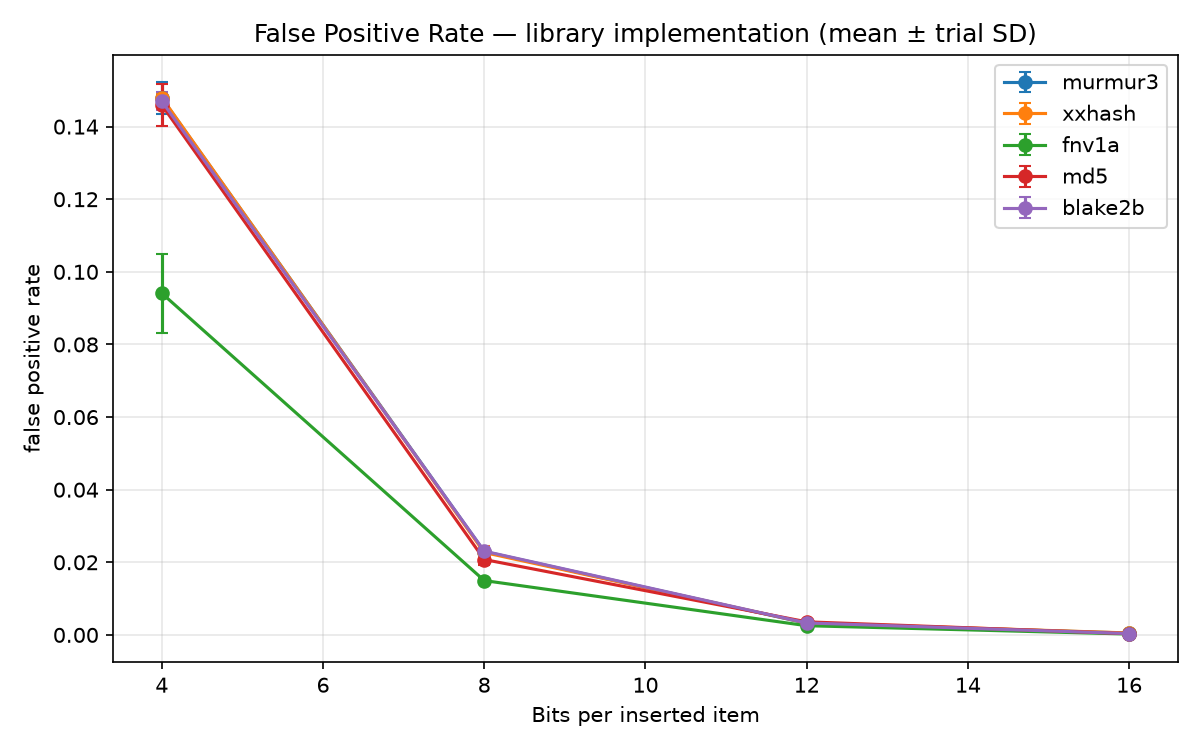 False Positive Rate — library implementation (mean ± trial SD)
murmur3
xxhash
fnv1a
md5
blake2b
false positive rate
0.14
0.12
0.10
0.08
0.06
0.04
0.02
0.00
4
6
8
10
12
14
16
Bits per inserted item